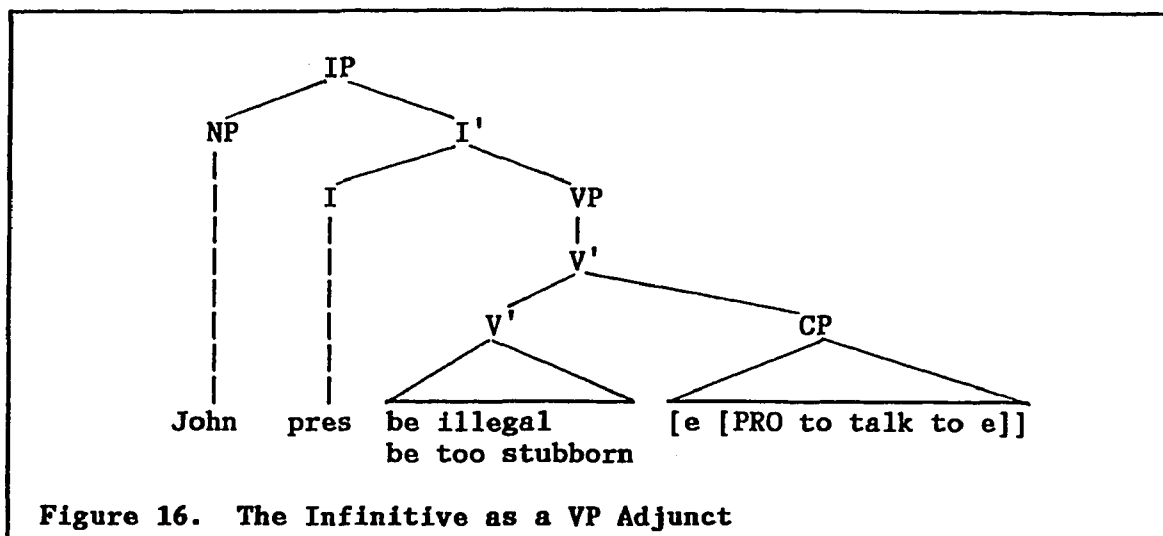 IP
NP I'
I VP
V'
V' CP
John pres be illegal [e [PRO to talk to e]]
be too stubborn
Figure 16. The Infinitive as a VP Adjunct